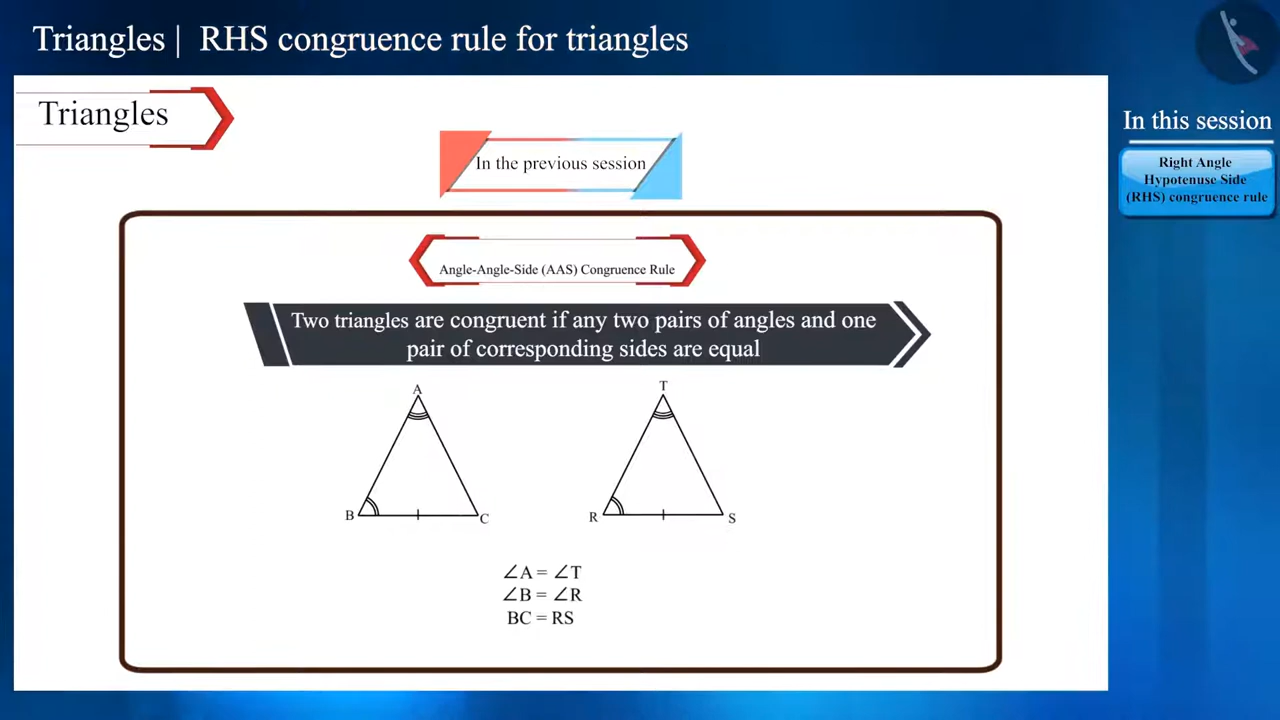 Triangles | RHS congruence rule for triangles
Triangles
In the previous session
In this session
Right Angle
Hypotenuse Side
(RHS) congruence rule
Angle-Angle-Side (AAS) Congruence Rule
Two triangles are congruent if any two pairs of angles and one
pair of corresponding sides are equal
A
T
B
C
R
S
∠A = ∠T
∠B = ∠R
BC = RS